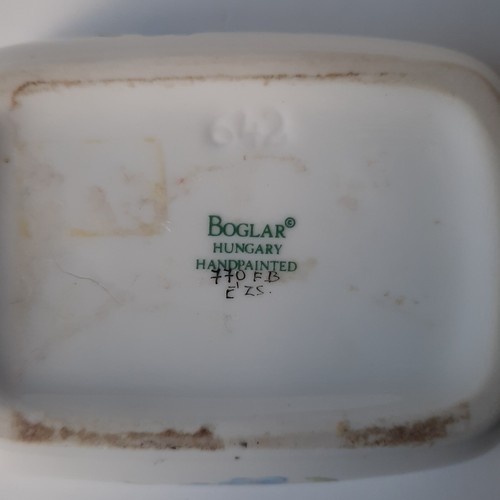 642
BOGLAR©
HUNGARY
HANDPAINTED
770 FB
E ZS.